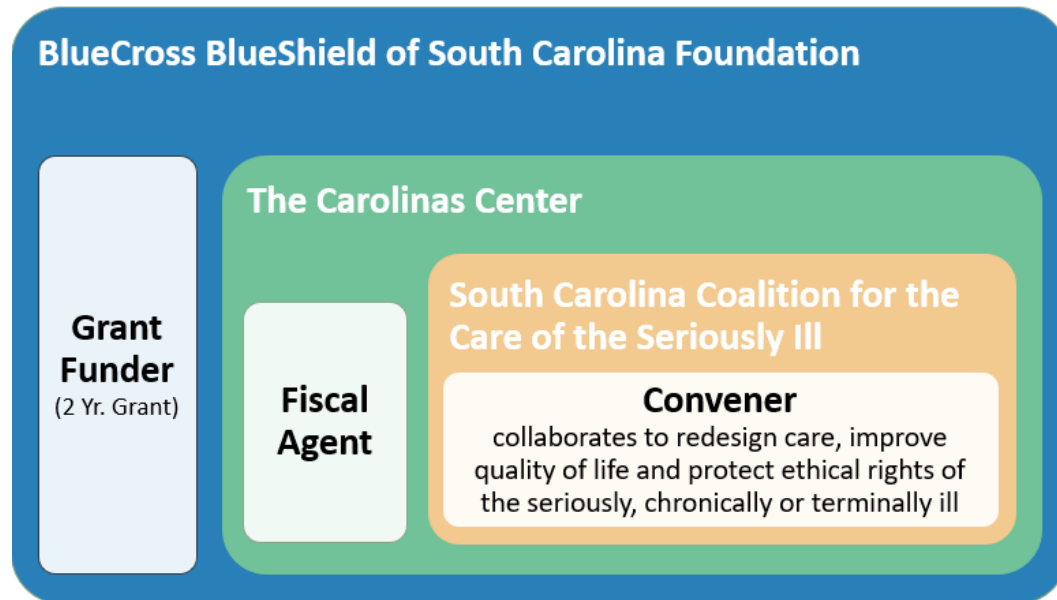 BlueCross BlueShield of South Carolina Foundation
Grant
Funder
(2 Yr. Grant)
The Carolinas Center
Fiscal
Agent
South Carolina Coalition for the
Care of the Seriously Ill
Convener
collaborates to redesign care, improve
quality of life and protect ethical rights of
the seriously, chronically or terminally ill